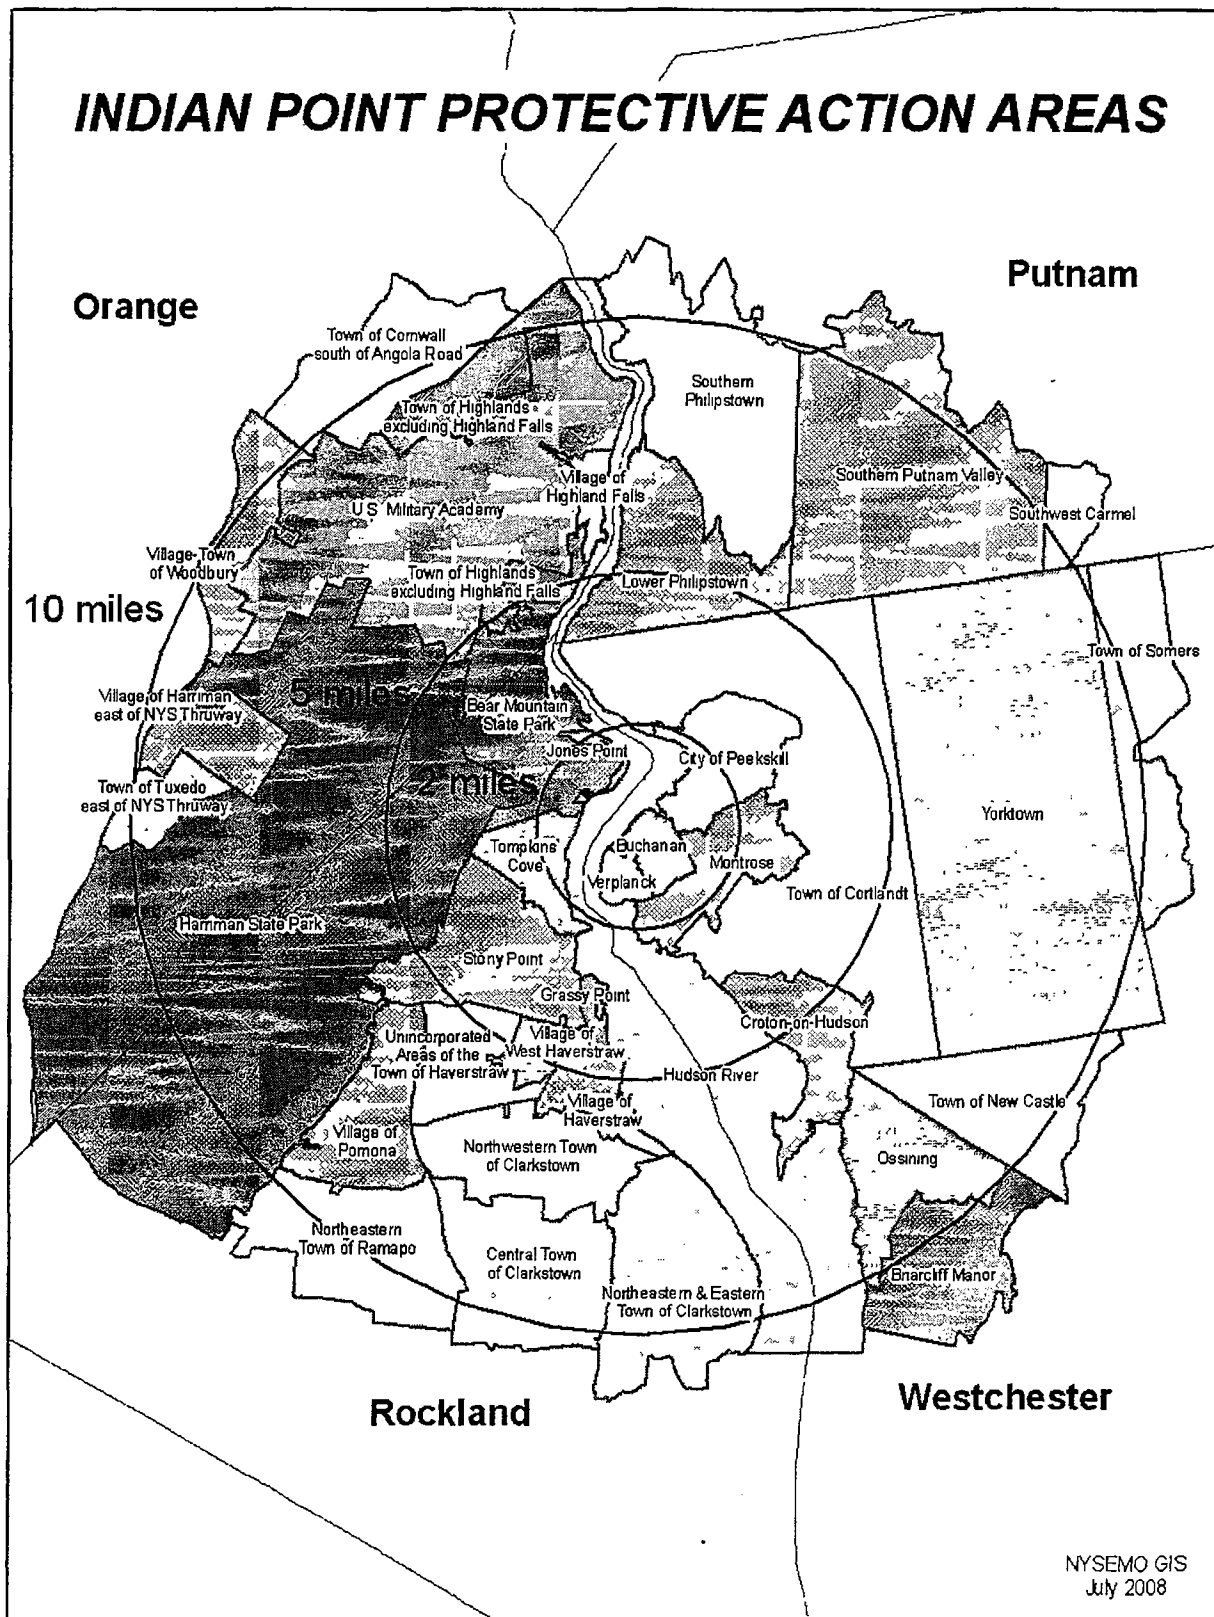 INDIAN POINT PROTECTIVE ACTION AREAS
Putnam
Orange
Town of Cornwall
south of Angola Road
Southern
Philipstown
Town of Highlands
excluding Highland Falls
Village of
Highland Falls
Southern Putnam Valley
U S Military Academy
Southwest Carmel
Village-Town
of Woodbury
Town of Highlands
excluding Highland Falls
Lower Philipstown
10 miles
Town of Somers
Village of Harriman
east of NYS Thruway
5 miles
Bear Mountain
State Park
Jones Point
City of Peekskill
2 miles
Town of Tuxedo
east of NYS Thruway
Yorktown
Tompkins
Cove
Buchanan
Montrose
Verplanck
Town of Cortlandt
Harriman State Park
Stony Point
Grassy Point
Croton-on-Hudson
Unincorporated
Areas of the
Town of Haverstraw
Village of
West Haverstraw
Hudson River
Village of
Haverstraw
Town of New Castle
Village of
Pomona
Northwestern Town
of Clarkstown
Ossining
Northeastern
Town of Ramapo
Central Town
of Clarkstown
Briarcliff Manor
Northeastern & Eastern
Town of Clarkstown
Rockland
Westchester
NYSEMO GIS
July 2008